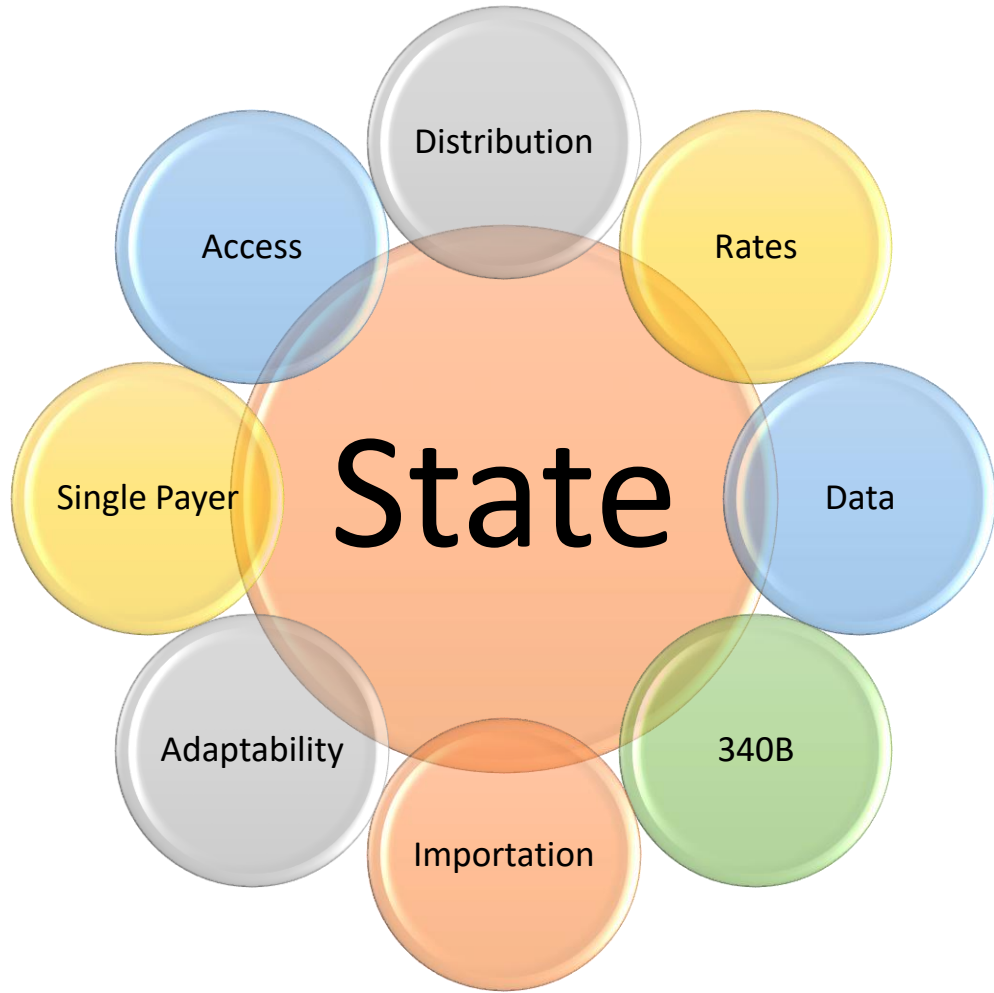 Distribution
Access
Rates
State
Single Payer
Data
Adaptability
340B
Importation